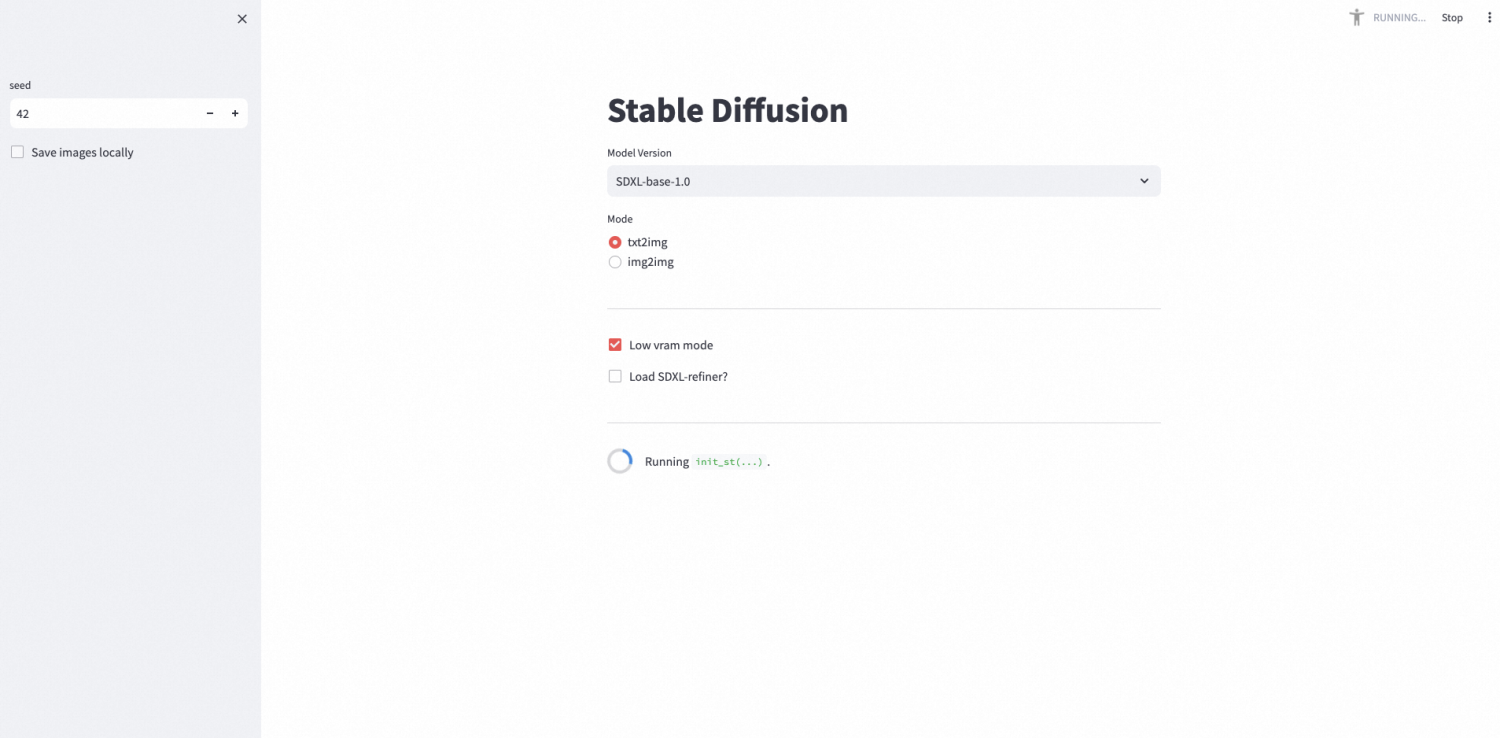 RUNNING...
Stop
seed
42
Save images locally
Stable Diffusion
Model Version
SDXL-base-1.0
Mode
txt2img
img2img
Low vram mode
Load SDXL-refiner?
Running init_st(...) .